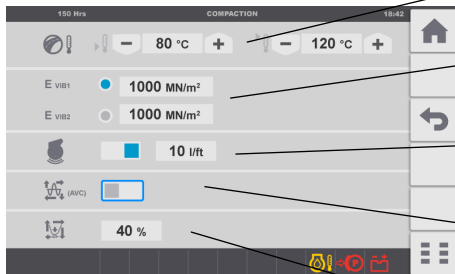 150 Hrs COMPACTION 18:42
− 80 °C + − 120 °C +
E VIB1 1000 MN/m²
E VIB2 1000 MN/m²
10 l/ft
(AVC)
40 %
P